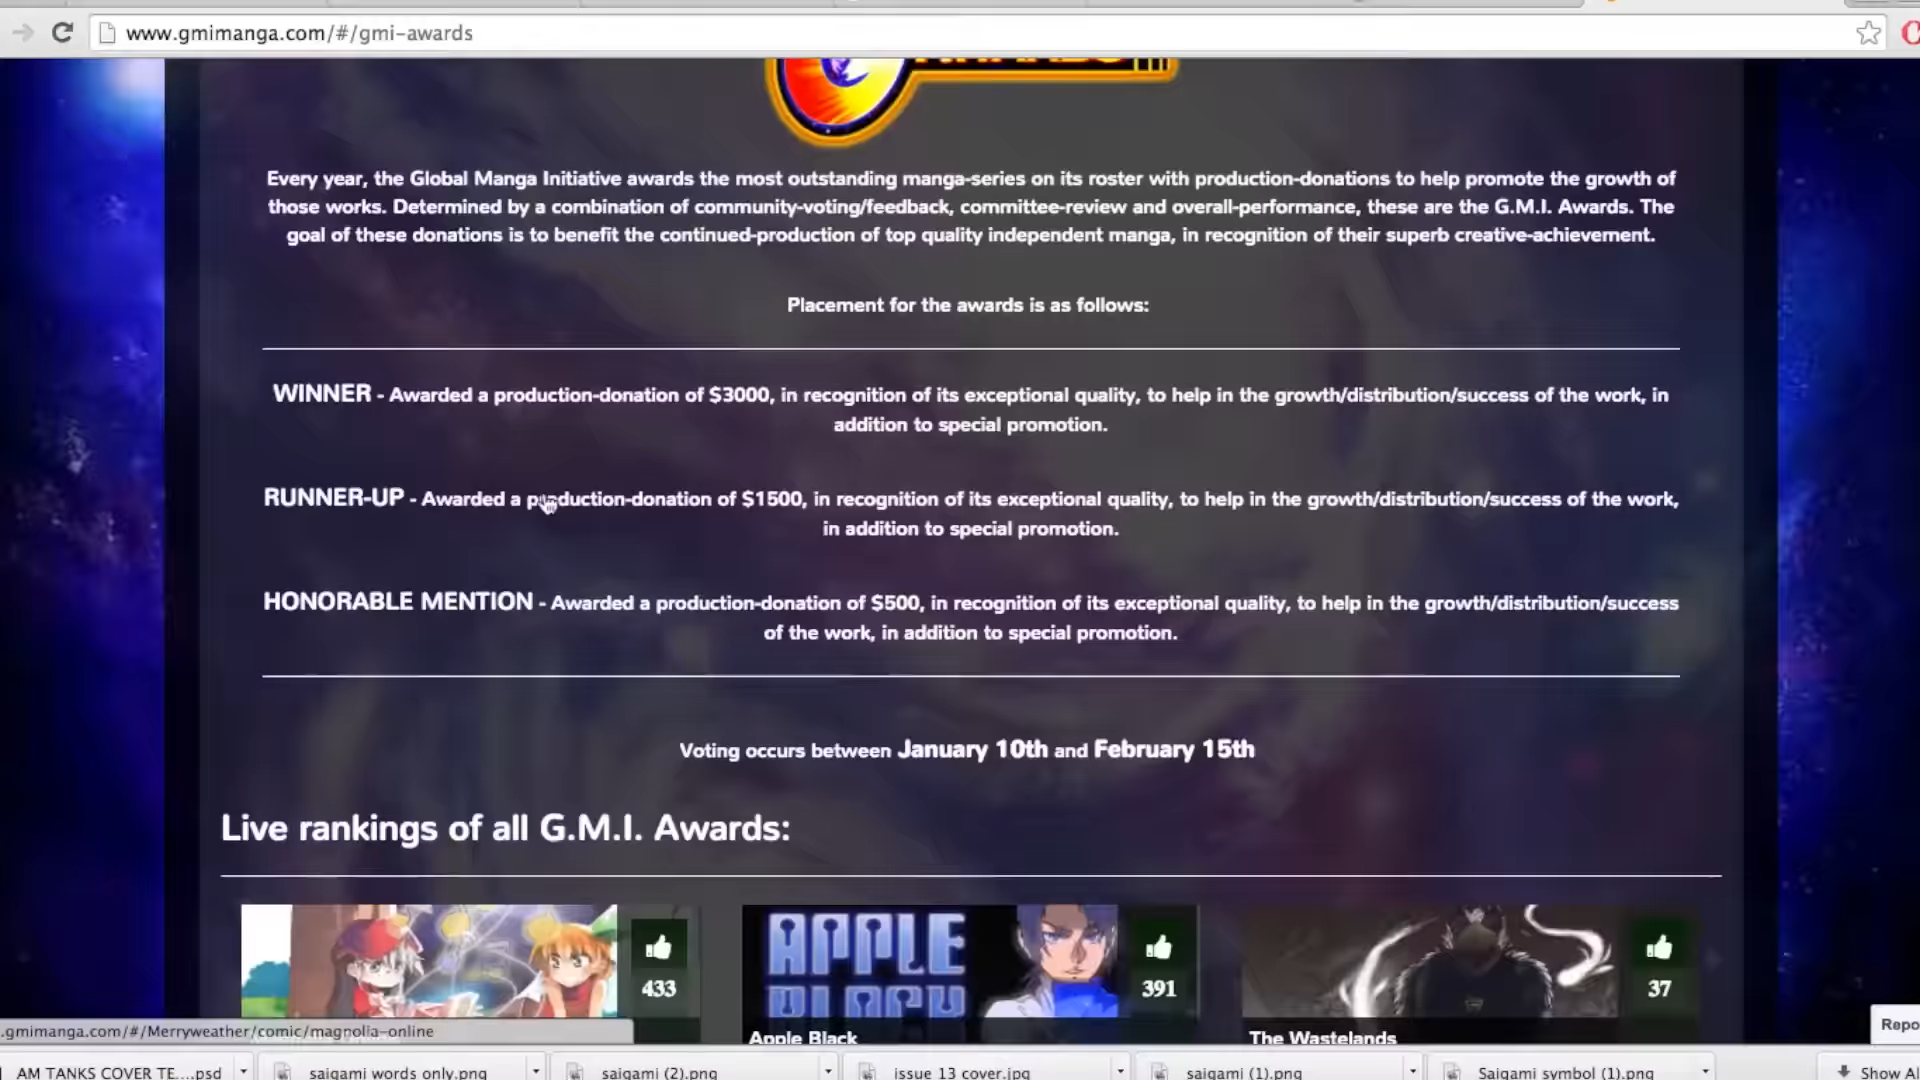 www.gmimanga.com/#/gmi-awards
Every year, the Global Manga Initiative awards the most outstanding manga-series on its roster with production-donations to help promote the growth of
those works. Determined by a combination of community-voting/feedback, committee-review and overall-performance, these are the G.M.I. Awards. The
goal of these donations is to benefit the continued-production of top quality independent manga, in recognition of their superb creative-achievement.
Placement for the awards is as follows:
WINNER - Awarded a production-donation of $3000, in recognition of its exceptional quality, to help in the growth/distribution/success of the work, in
addition to special promotion.
RUNNER-UP - Awarded a production-donation of $1500, in recognition of its exceptional quality, to help in the growth/distribution/success of the work,
in addition to special promotion.
HONORABLE MENTION - Awarded a production-donation of $500, in recognition of its exceptional quality, to help in the growth/distribution/success
of the work, in addition to special promotion.
Voting occurs between January 10th and February 15th
Live rankings of all G.M.I. Awards:
433
APPLE
BLACK
391
37
Apple Black
The Wastelands
.gmimanga.com/#/Merryweather/comic/magnolia-online
Repo
AM TANKS COVER TE....psd
saigami words only.png
saigami (2).png
issue 13 cover.jpg
saigami (1).png
Saigami symbol (1).png
Show Al